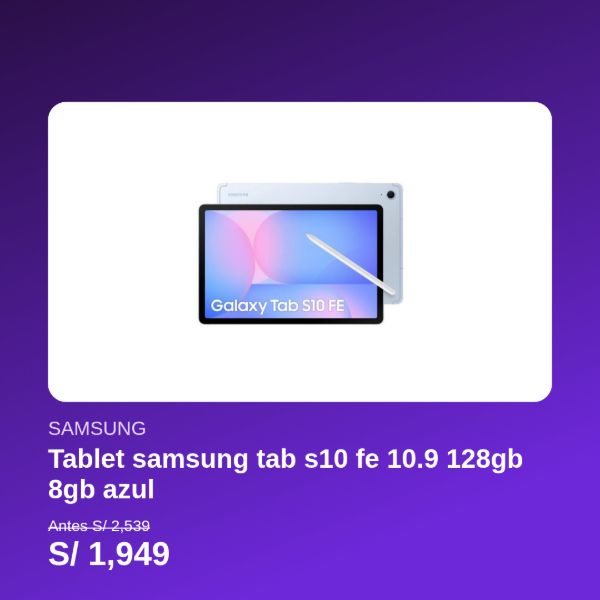 Galaxy Tab S10 FE
SAMSUNG
Tablet samsung tab s10 fe 10.9 128gb
8gb azul
Antes S/ 2,539
S/ 1,949